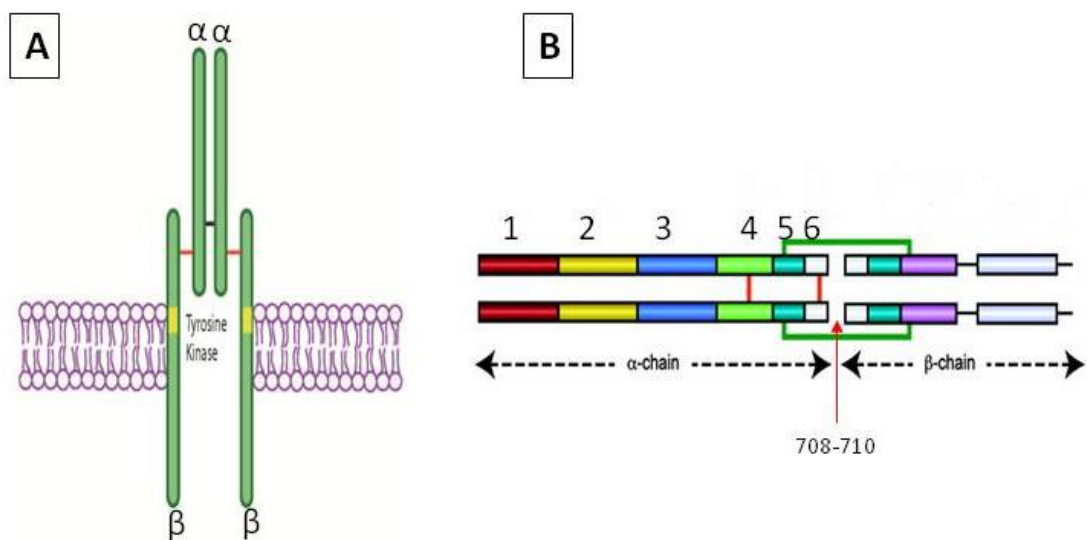 A
α α
Tyrosine
Kinase
β β
B
1 2 3 4 5 6
α-chain β-chain
708-710